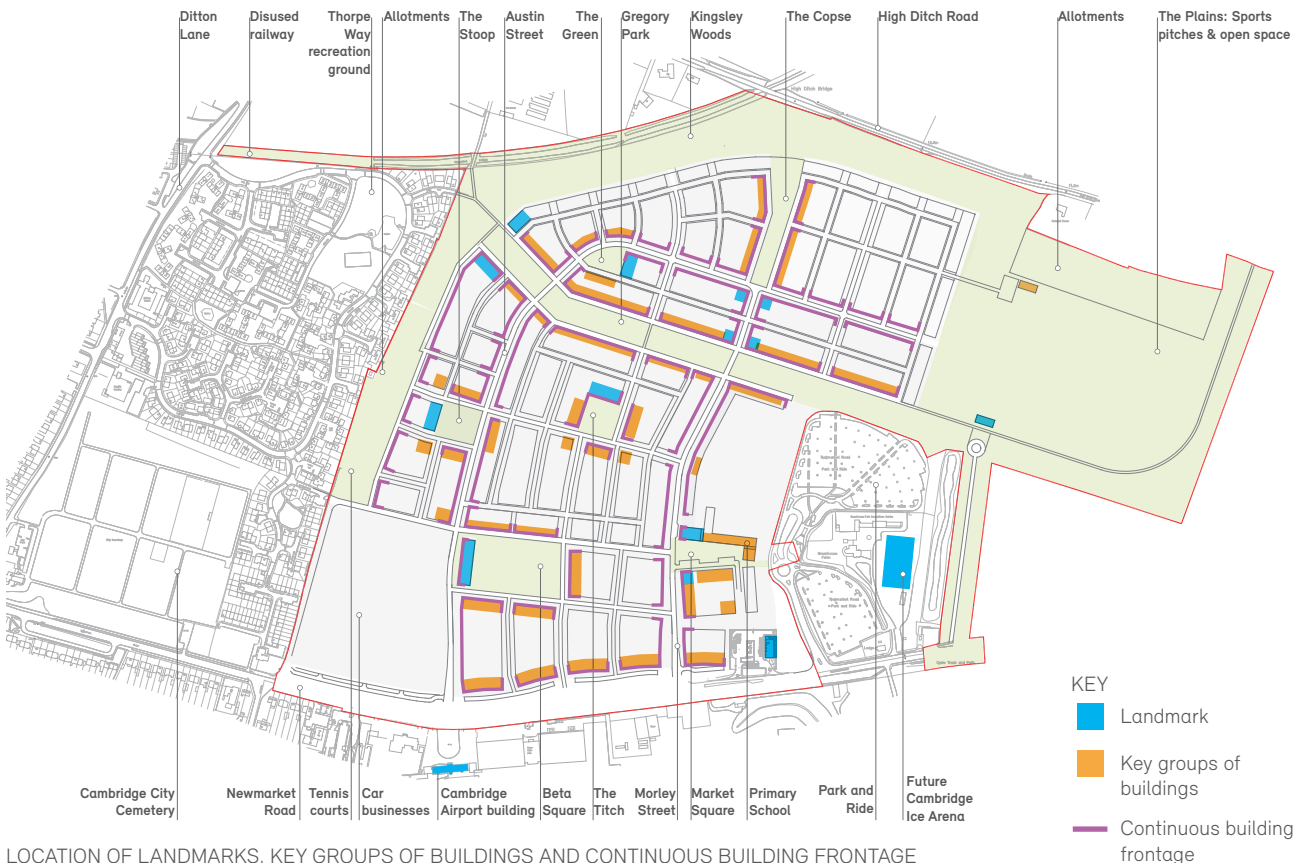 Ditton
Lane
Disused
railway
Thorpe
Way
recreation
ground
Allotments
The
Stoop
Austin
Street
The
Green
Gregory
Park
Kingsley
Woods
The Copse
High Ditch Road
Allotments
The Plains: Sports
pitches & open space
High Ditch Bridge
Cambridge City
Cemetery
Newmarket
Road
Tennis
courts
Car
businesses
Cambridge
Airport building
Beta
Square
The
Titch
Morley
Street
Market
Square
Primary
School
Park and
Ride
Future
Cambridge
Ice Arena
KEY
Landmark
Key groups of
buildings
Continuous building
frontage
LOCATION OF LANDMARKS, KEY GROUPS OF BUILDINGS AND CONTINUOUS BUILDING FRONTAGE